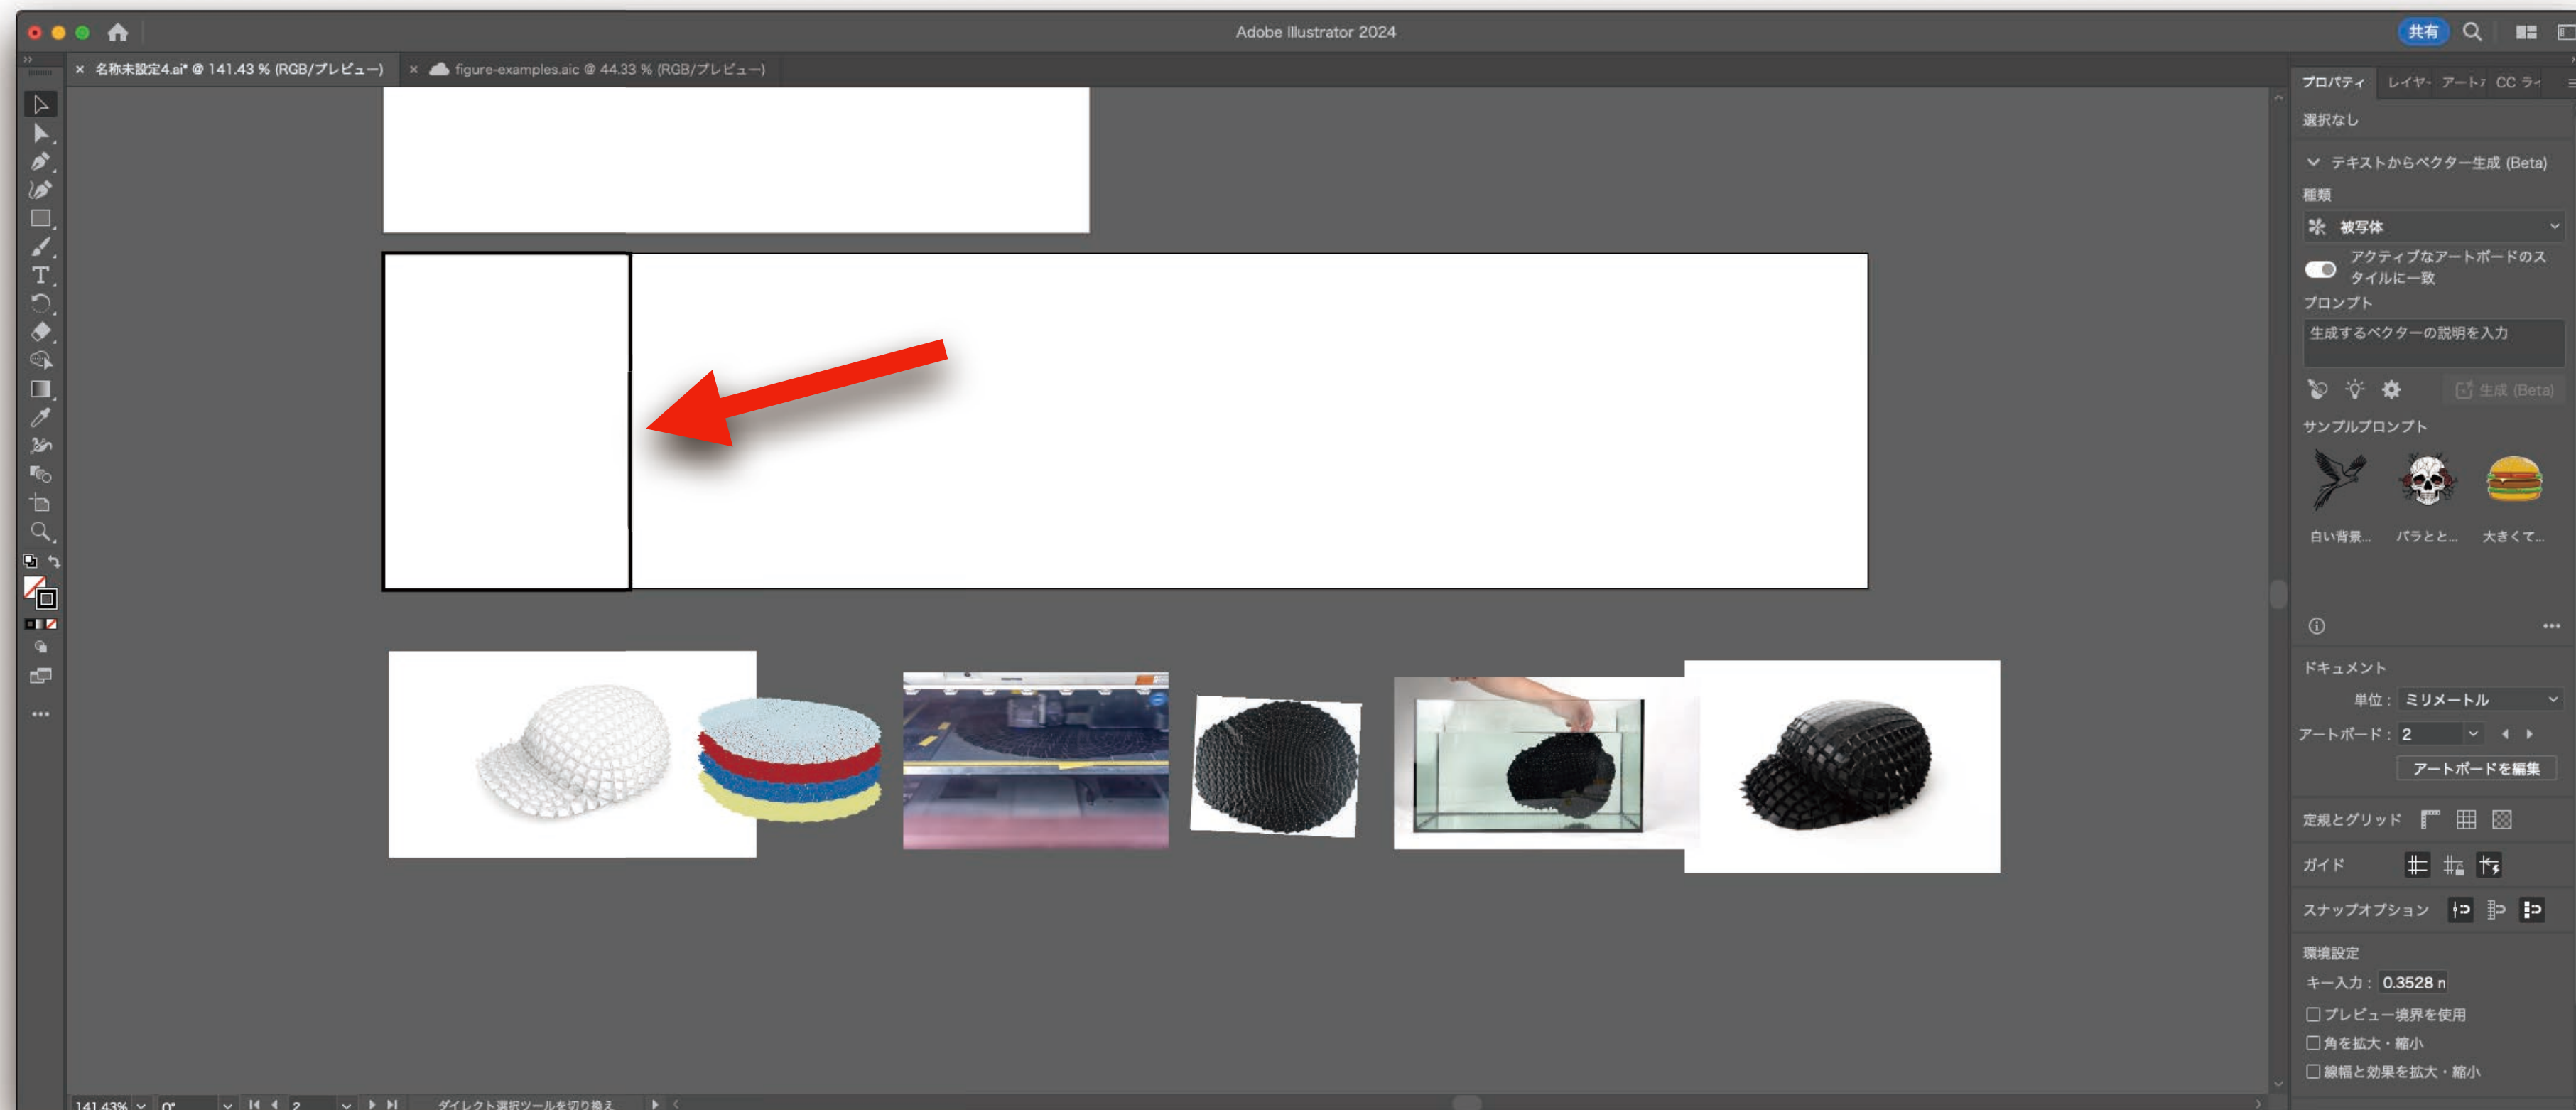 Adobe Illustrator 2024
共有
× 名称未設定4.ai* @ 141.43 % (RGB/プレビュー)
× figure-examples.aic @ 44.33 % (RGB/プレビュー)
プロパティ レイヤー アートボ CC ライ
選択なし
テキストからベクター生成 (Beta)
種類
被写体
アクティブなアートボードのス
タイルに一致
プロンプト
生成するベクターの説明を入力
生成 (Beta)
サンプルプロンプト
白い背景... バラとと... 大きくて...
ドキュメント
単位: ミリメートル
アートボード: 2
アートボードを編集
定規とグリッド
ガイド
スナップオプション
環境設定
キー入力: 0.3528 n
プレビュー境界を使用
角を拡大・縮小
線幅と効果を拡大・縮小
141.43% 0° 2 ダイレクト選択ツールを切り換え